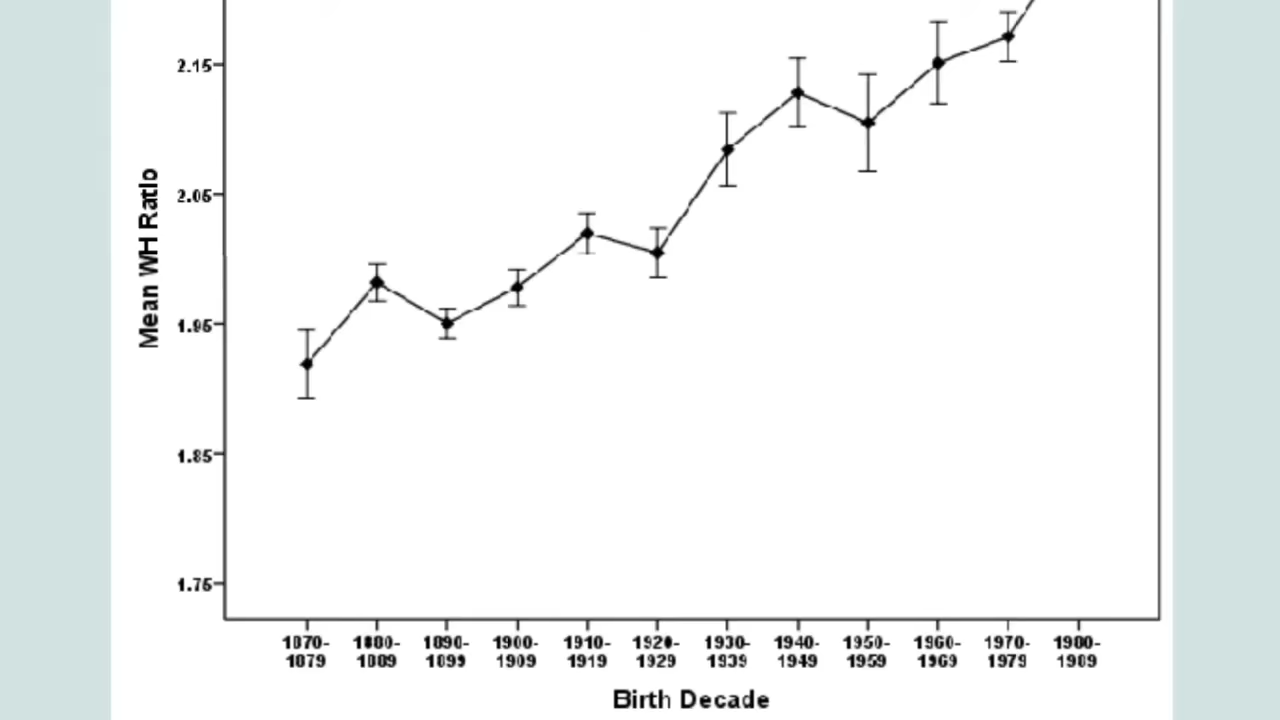 2.15
2.05
1.95
1.85
1.75
Mean WH Ratio
1870- 1880- 1890- 1900- 1910- 1920- 1930- 1940- 1950- 1960- 1970- 1980-
1879 1889 1899 1909 1919 1929 1939 1949 1959 1969 1979 1989
Birth Decade